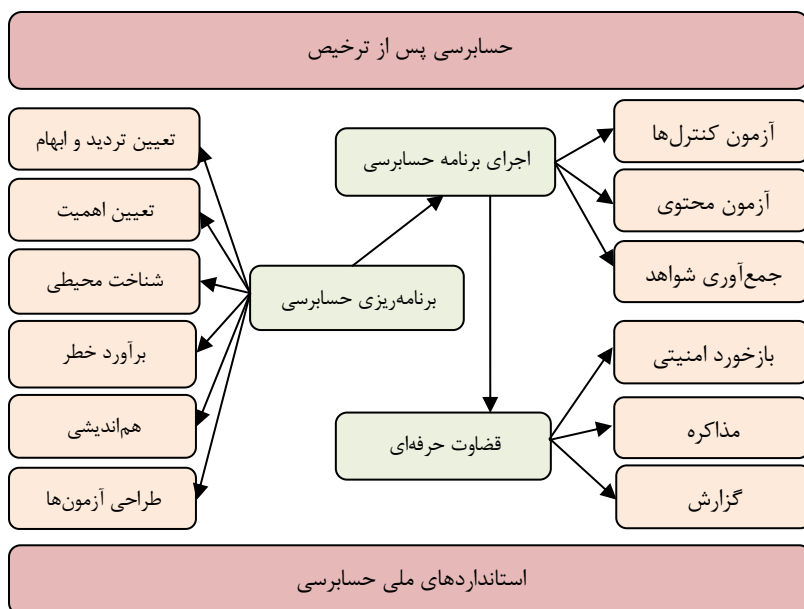 حسابرسی پس از ترخیص
آزمون کنترل‌ها
آزمون محتوی
جمع‌آوری شواهد
اجرای برنامه حسابرسی
تعیین تردید و ابهام
تعیین اهمیت
شناخت محیطی
برنامه‌ریزی حسابرسی
برآورد خطر
هم‌اندیشی
طراحی آزمون‌ها
بازخورد امنیتی
مذاکره
گزارش
قضاوت حرفه‌ای
استانداردهای ملی حسابرسی